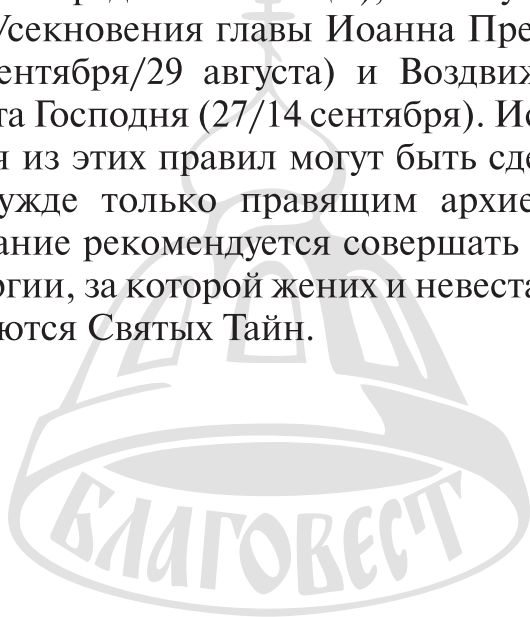 Усекновения главы Иоанна Пре
ентября/29 августа) и Воздвиж
та Господня (27/14 сентября). Ис
я из этих правил могут быть сде
ужде только правящим архие
ание рекомендуется совершать
ргии, за которой жених и невеста
ются Святых Тайн.
БЛАГОВЕСТ